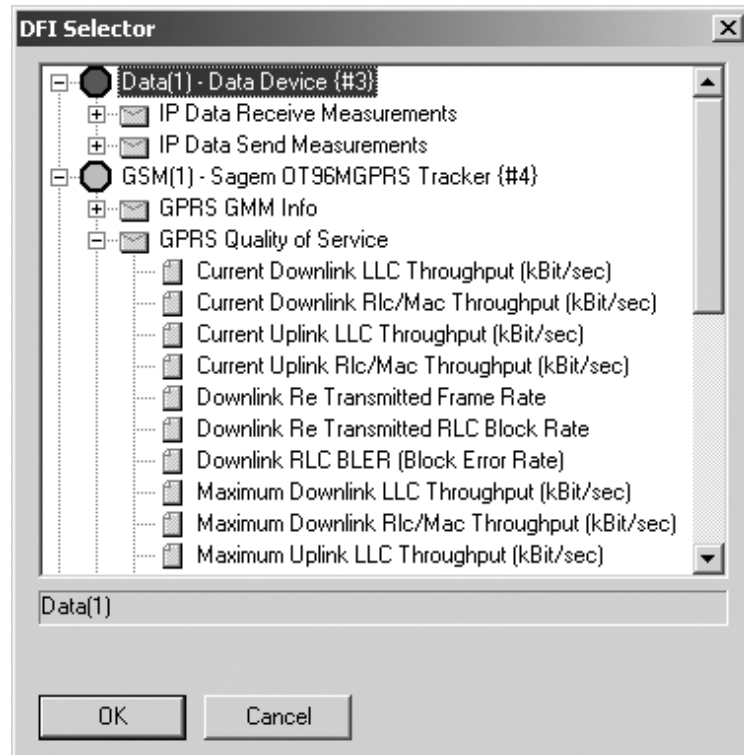 DFI Selector
Data(1) - Data Device {#3}
IP Data Receive Measurements
IP Data Send Measurements
GSM(1) - Sagem OT96MGPRS Tracker {#4}
GPRS GMM Info
GPRS Quality of Service
Current Downlink LLC Throughput (kBit/sec)
Current Downlink Rlc/Mac Throughput (kBit/sec)
Current Uplink LLC Throughput (kBit/sec)
Current Uplink Rlc/Mac Throughput (kBit/sec)
Downlink Re Transmitted Frame Rate
Downlink Re Transmitted RLC Block Rate
Downlink RLC BLER (Block Error Rate)
Maximum Downlink LLC Throughput (kBit/sec)
Maximum Downlink Rlc/Mac Throughput (kBit/sec)
Maximum Uplink LLC Throughput (kBit/sec)
Data(1)
OK Cancel